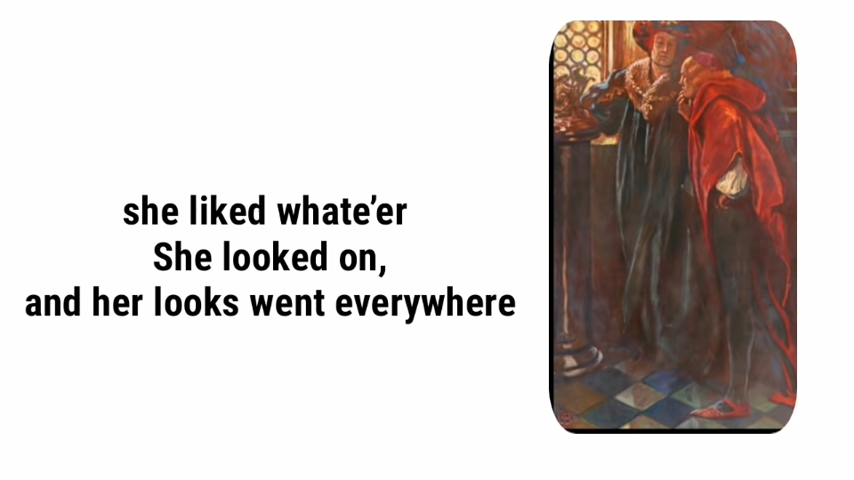 she liked whate’er
She looked on,
and her looks went everywhere